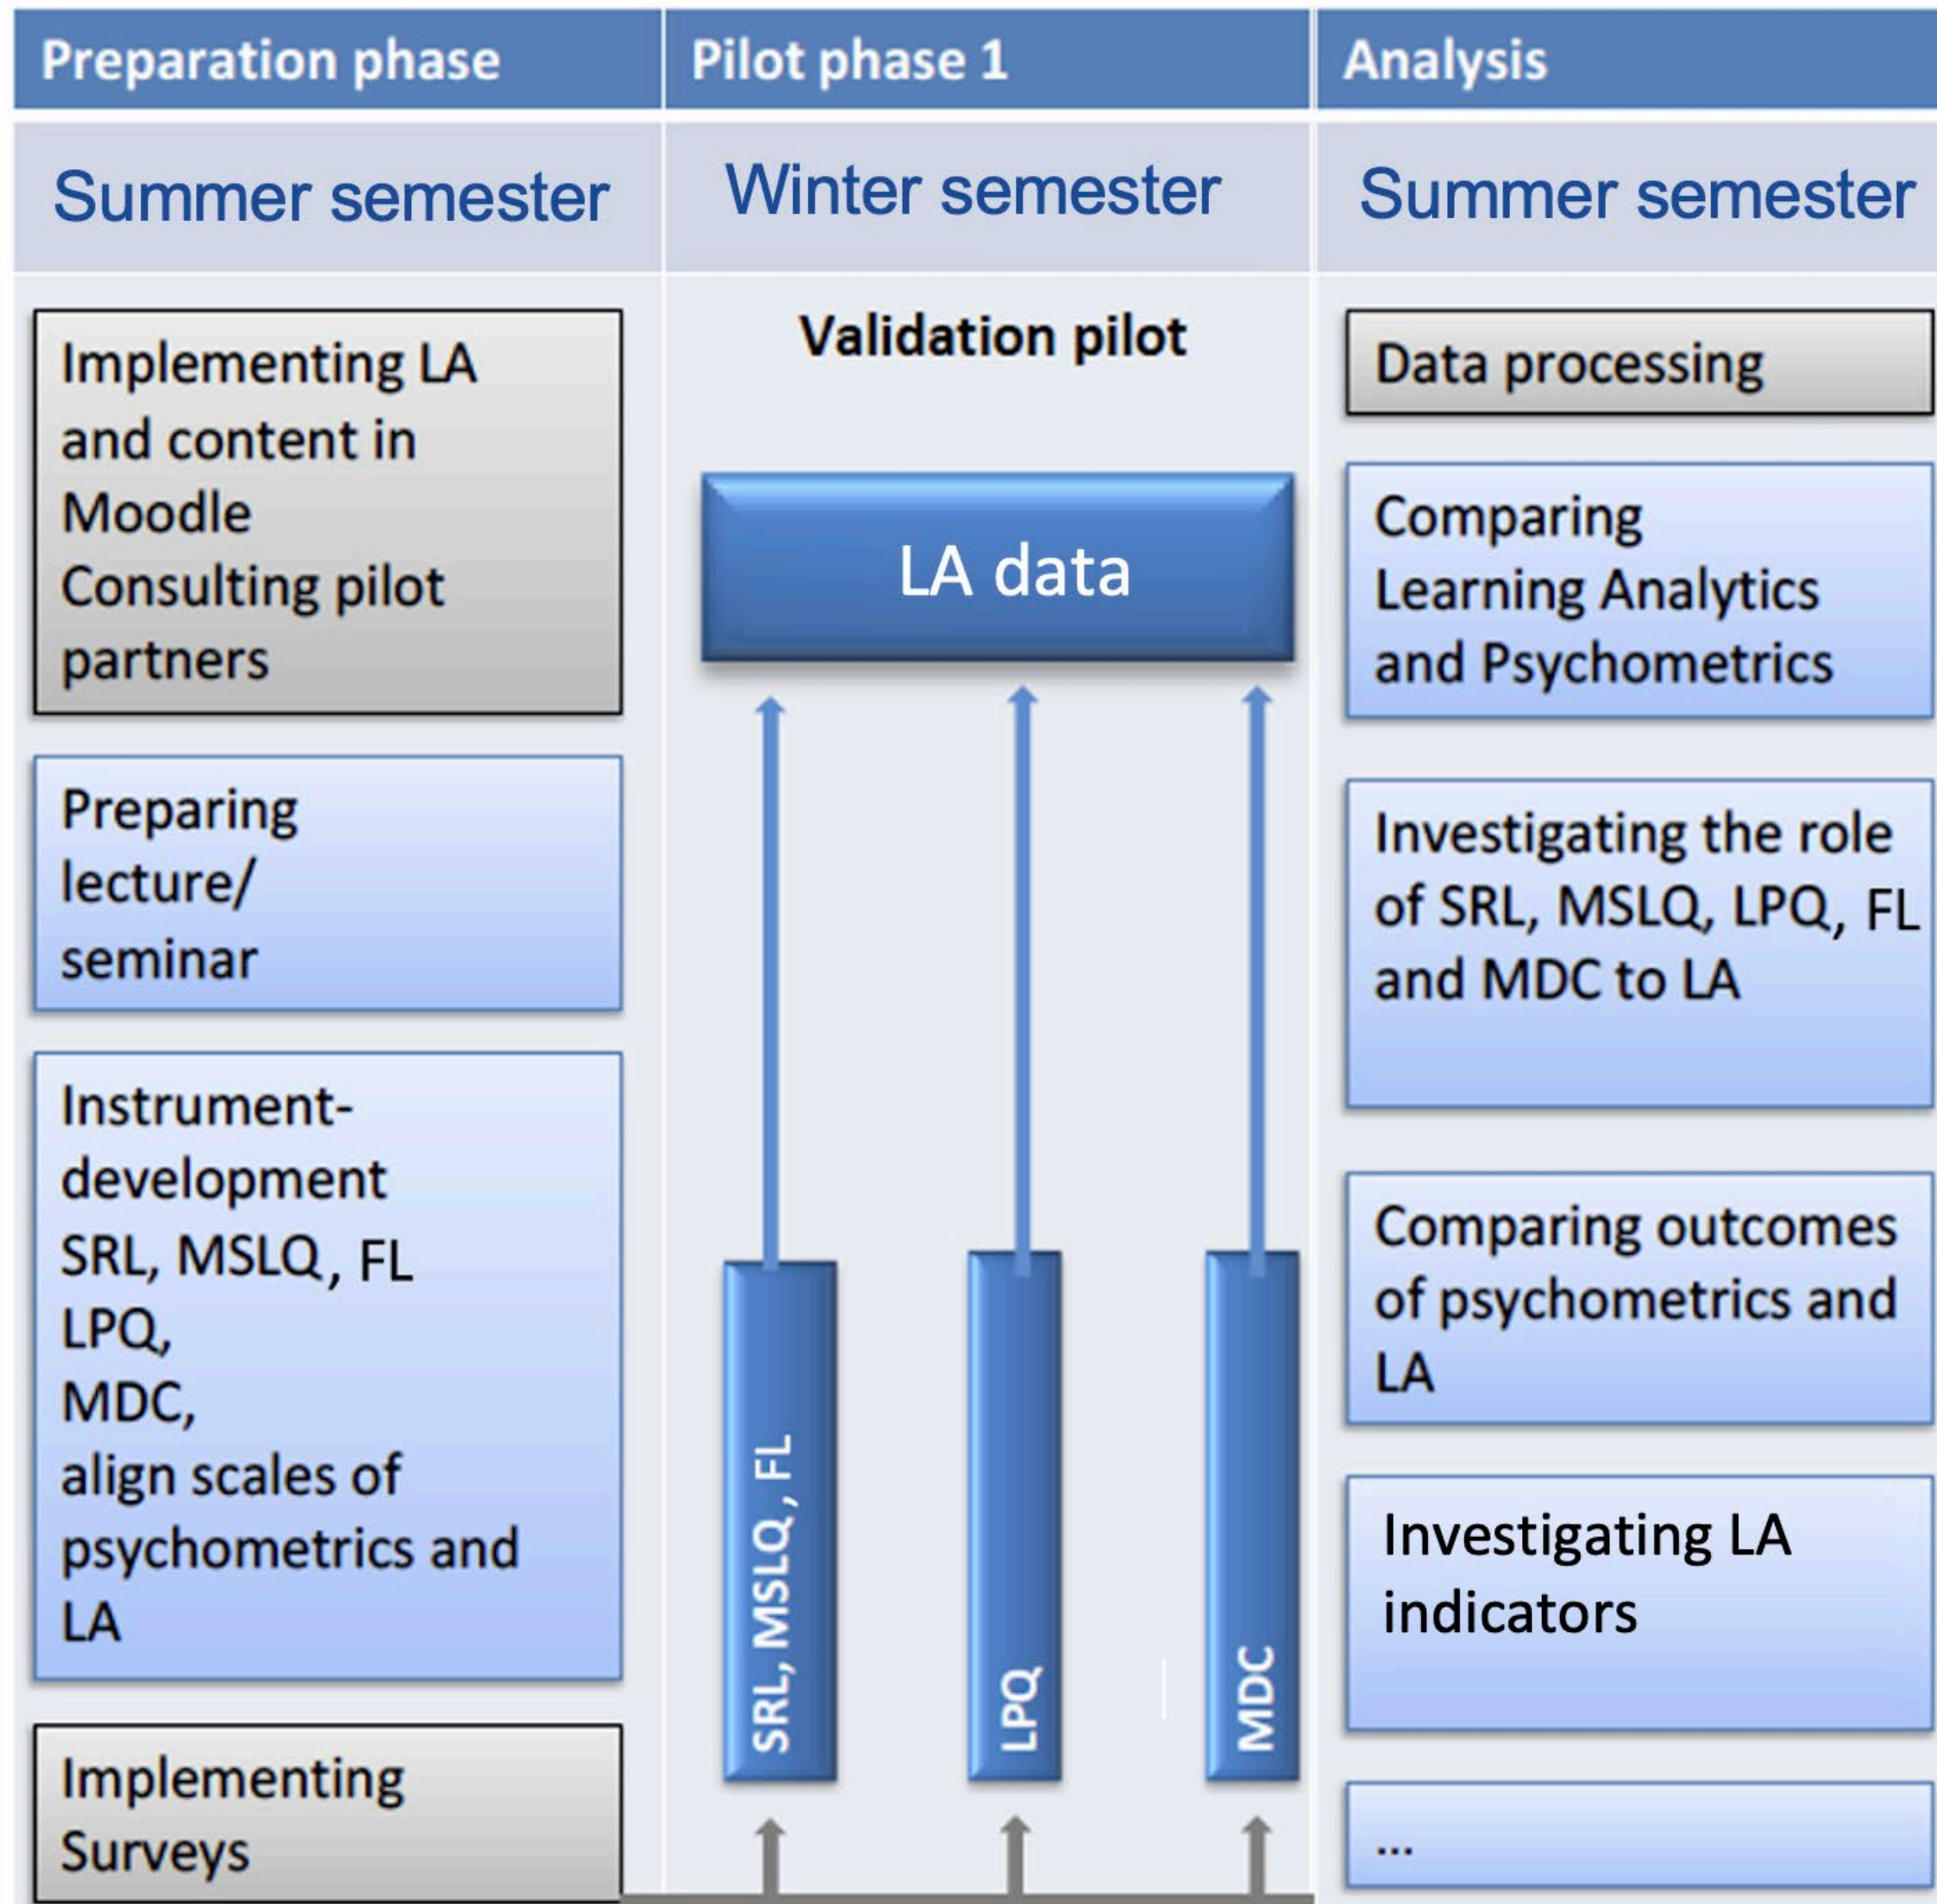 Preparation phase
Pilot phase 1
Analysis
Summer semester
Winter semester
Summer semester
Implementing LA
and content in
Moodle
Consulting pilot
partners
Preparing
lecture/
seminar
Instrument-
development
SRL, MSLQ, FL
LPQ,
MDC,
align scales of
psychometrics and
LA
Implementing
Surveys
Validation pilot
LA data
SRL, MSLQ, FL
LPQ
MDC
Data processing
Comparing
Learning Analytics
and Psychometrics
Investigating the role
of SRL, MSLQ, LPQ, FL
and MDC to LA
Comparing outcomes
of psychometrics and
LA
Investigating LA
indicators
...